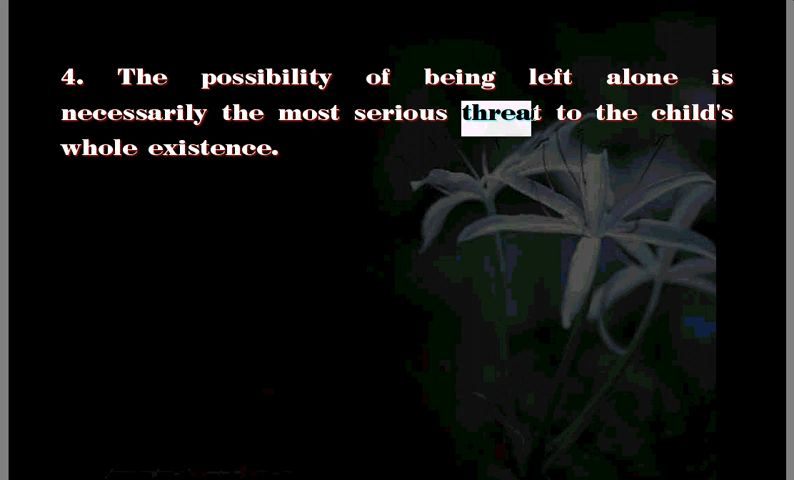 4. The possibility of being left alone is
necessarily the most serious threat to the child's
whole existence.